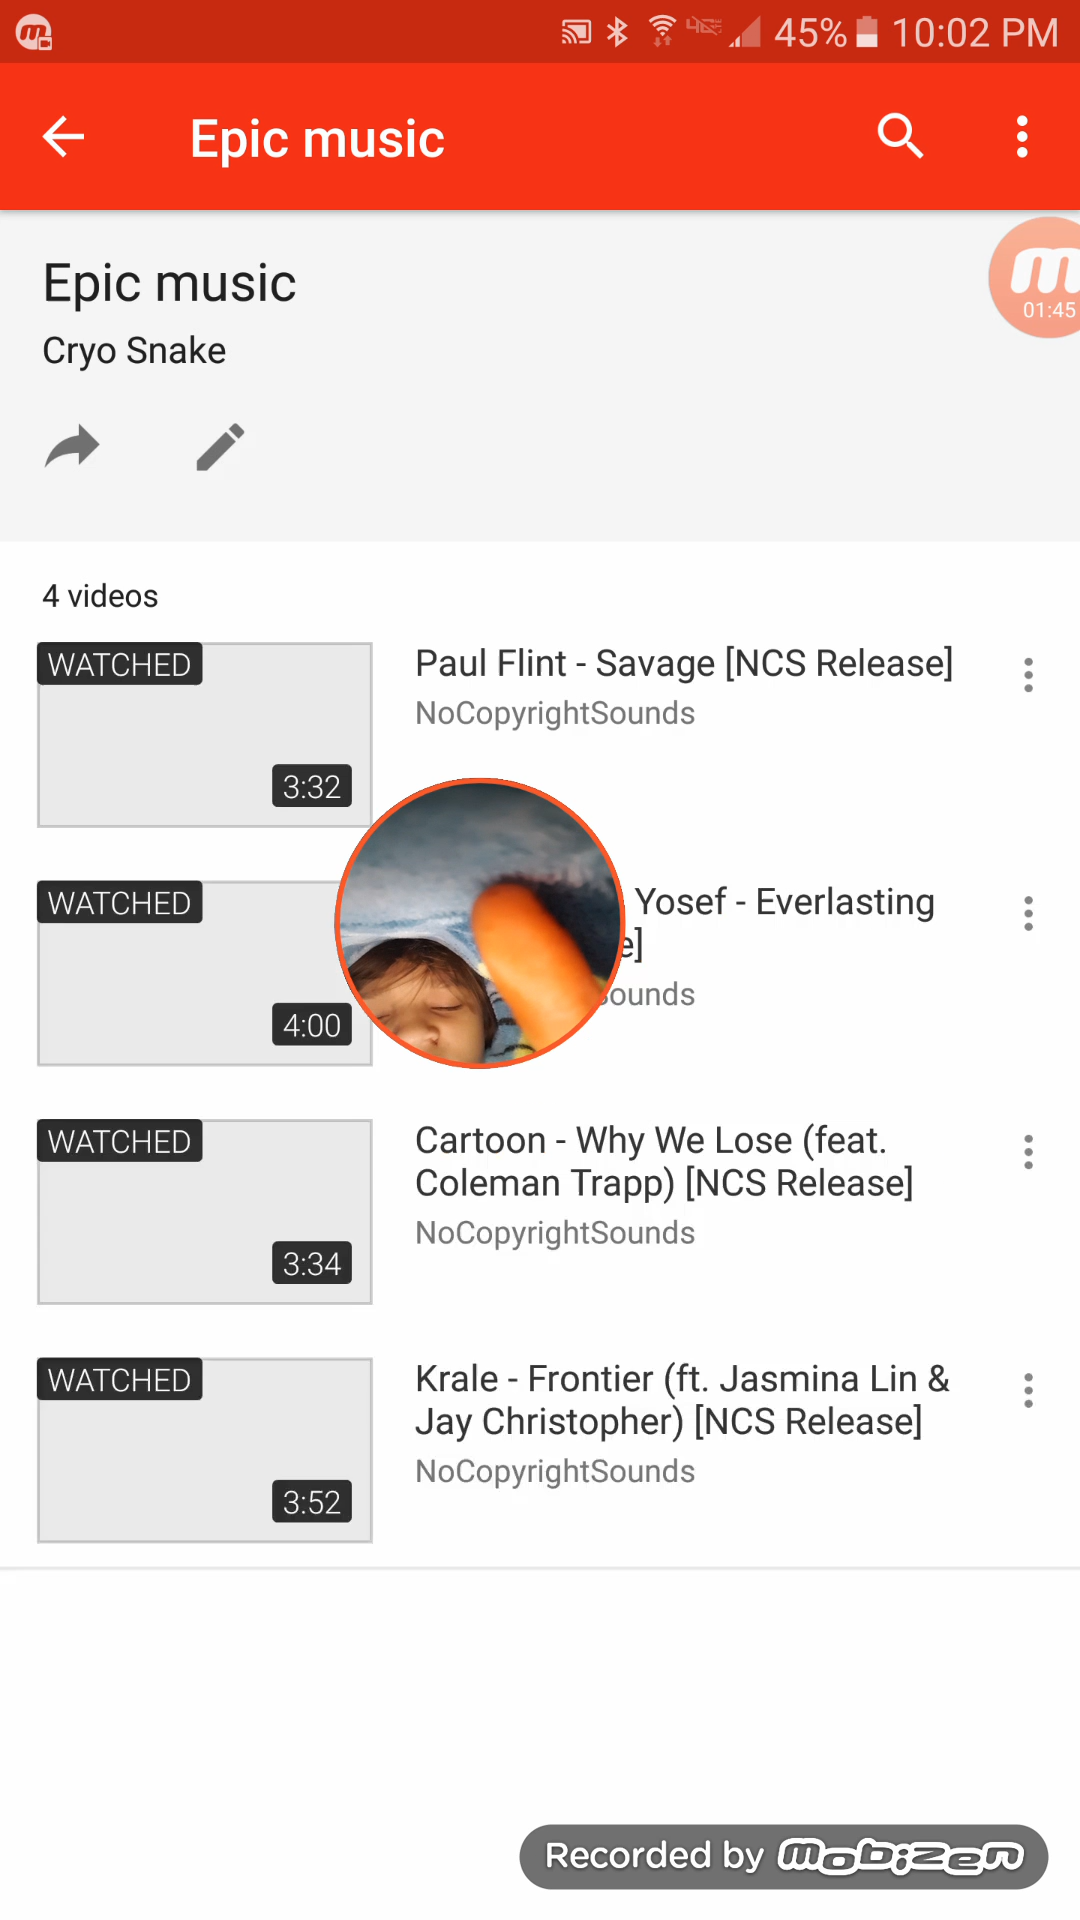 45% 10:02 PM
Epic music
Epic music
01:45
Cryo Snake
4 videos
WATCHED
Paul Flint - Savage [NCS Release]
NoCopyrightSounds
3:32
WATCHED
Yosef - Everlasting
e]
ounds
4:00
WATCHED
Cartoon - Why We Lose (feat.
Coleman Trapp) [NCS Release]
NoCopyrightSounds
3:34
WATCHED
Krale - Frontier (ft. Jasmina Lin &
Jay Christopher) [NCS Release]
NoCopyrightSounds
3:52
Recorded by mobizen